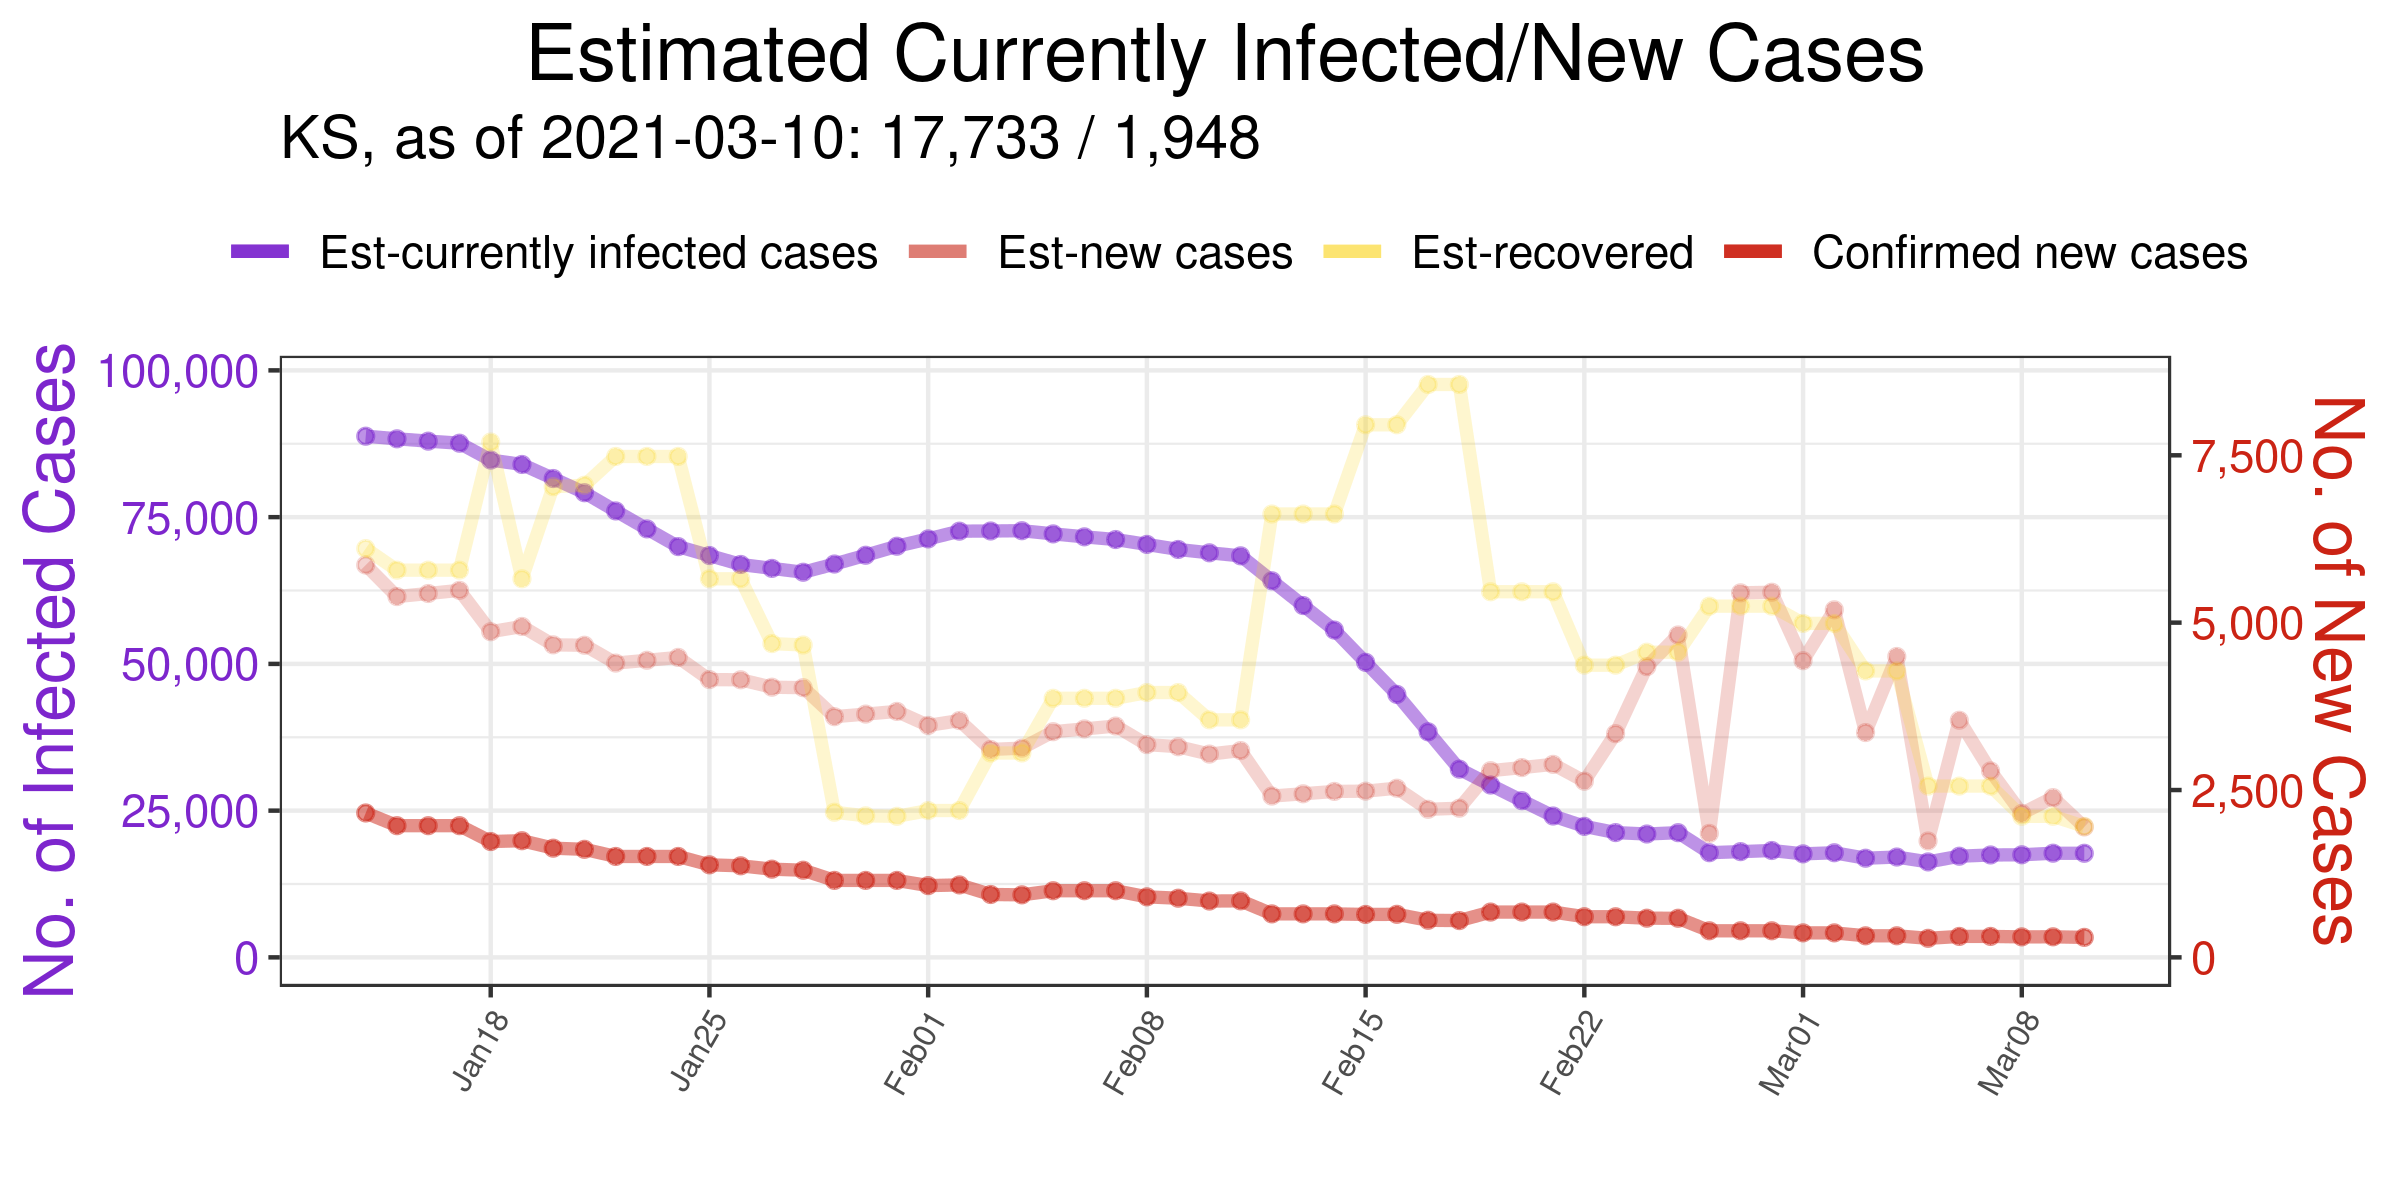 Estimated Currently Infected/New Cases
KS, as of 2021-03-10: 17,733 / 1,948
Est-currently infected cases Est-new cases Est-recovered Confirmed new cases
No. of Infected Cases
100,000
75,000
50,000
25,000
0
7,500
5,000
2,500
0
No. of New Cases
Jan18 Jan25 Feb01 Feb08 Feb15 Feb22 Mar01 Mar08